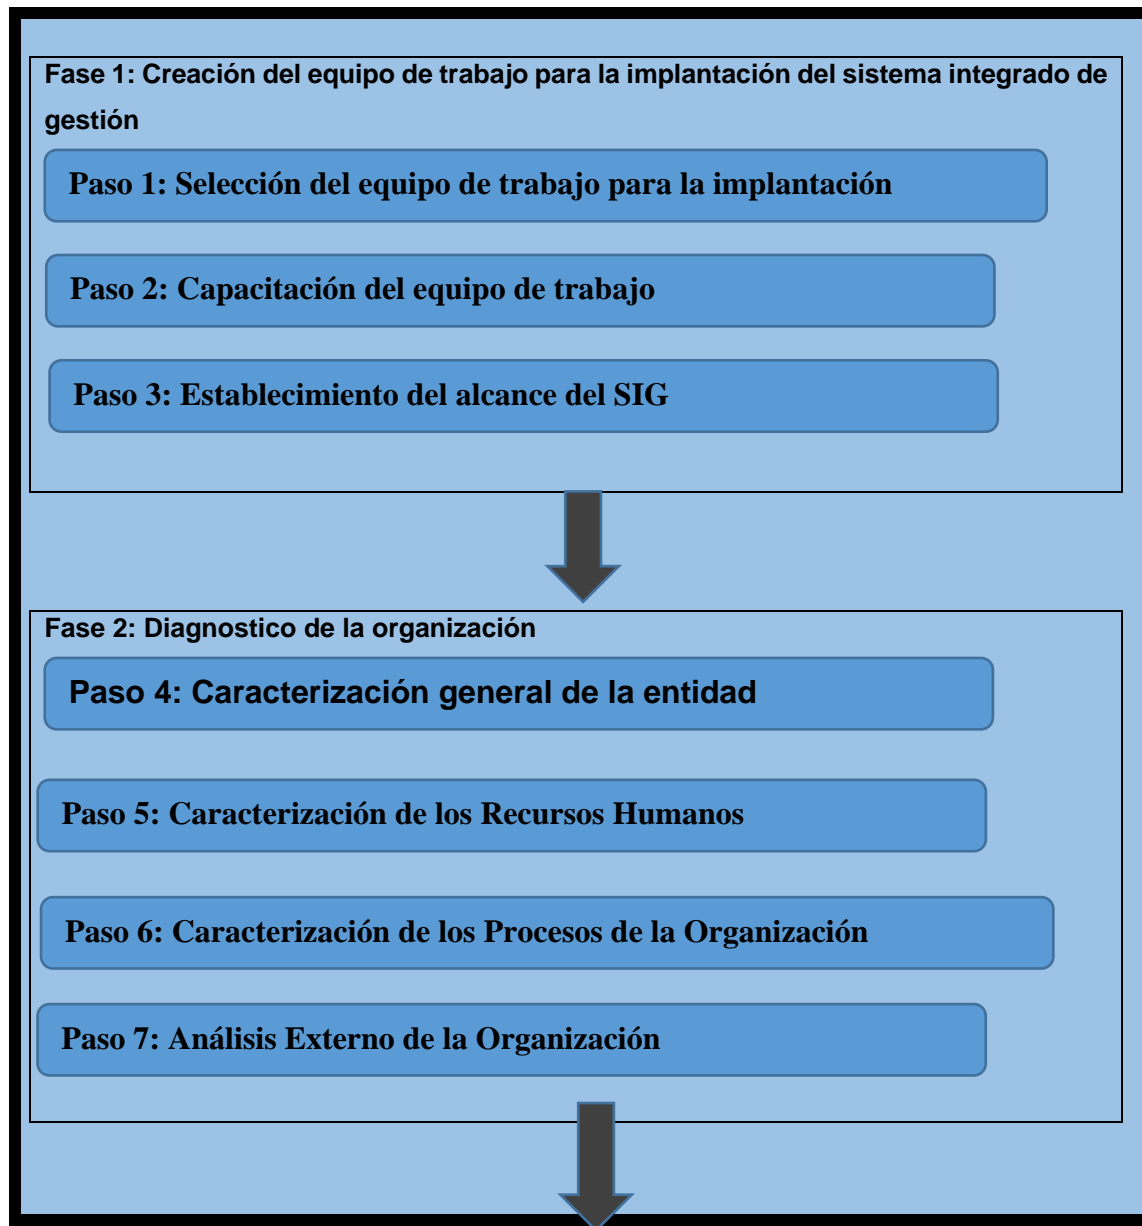 Fase 1: Creación del equipo de trabajo para la implantación del sistema integrado de
gestión
Paso 1: Selección del equipo de trabajo para la implantación
Paso 2: Capacitación del equipo de trabajo
Paso 3: Establecimiento del alcance del SIG
Fase 2: Diagnostico de la organización
Paso 4: Caracterización general de la entidad
Paso 5: Caracterización de los Recursos Humanos
Paso 6: Caracterización de los Procesos de la Organización
Paso 7: Análisis Externo de la Organización